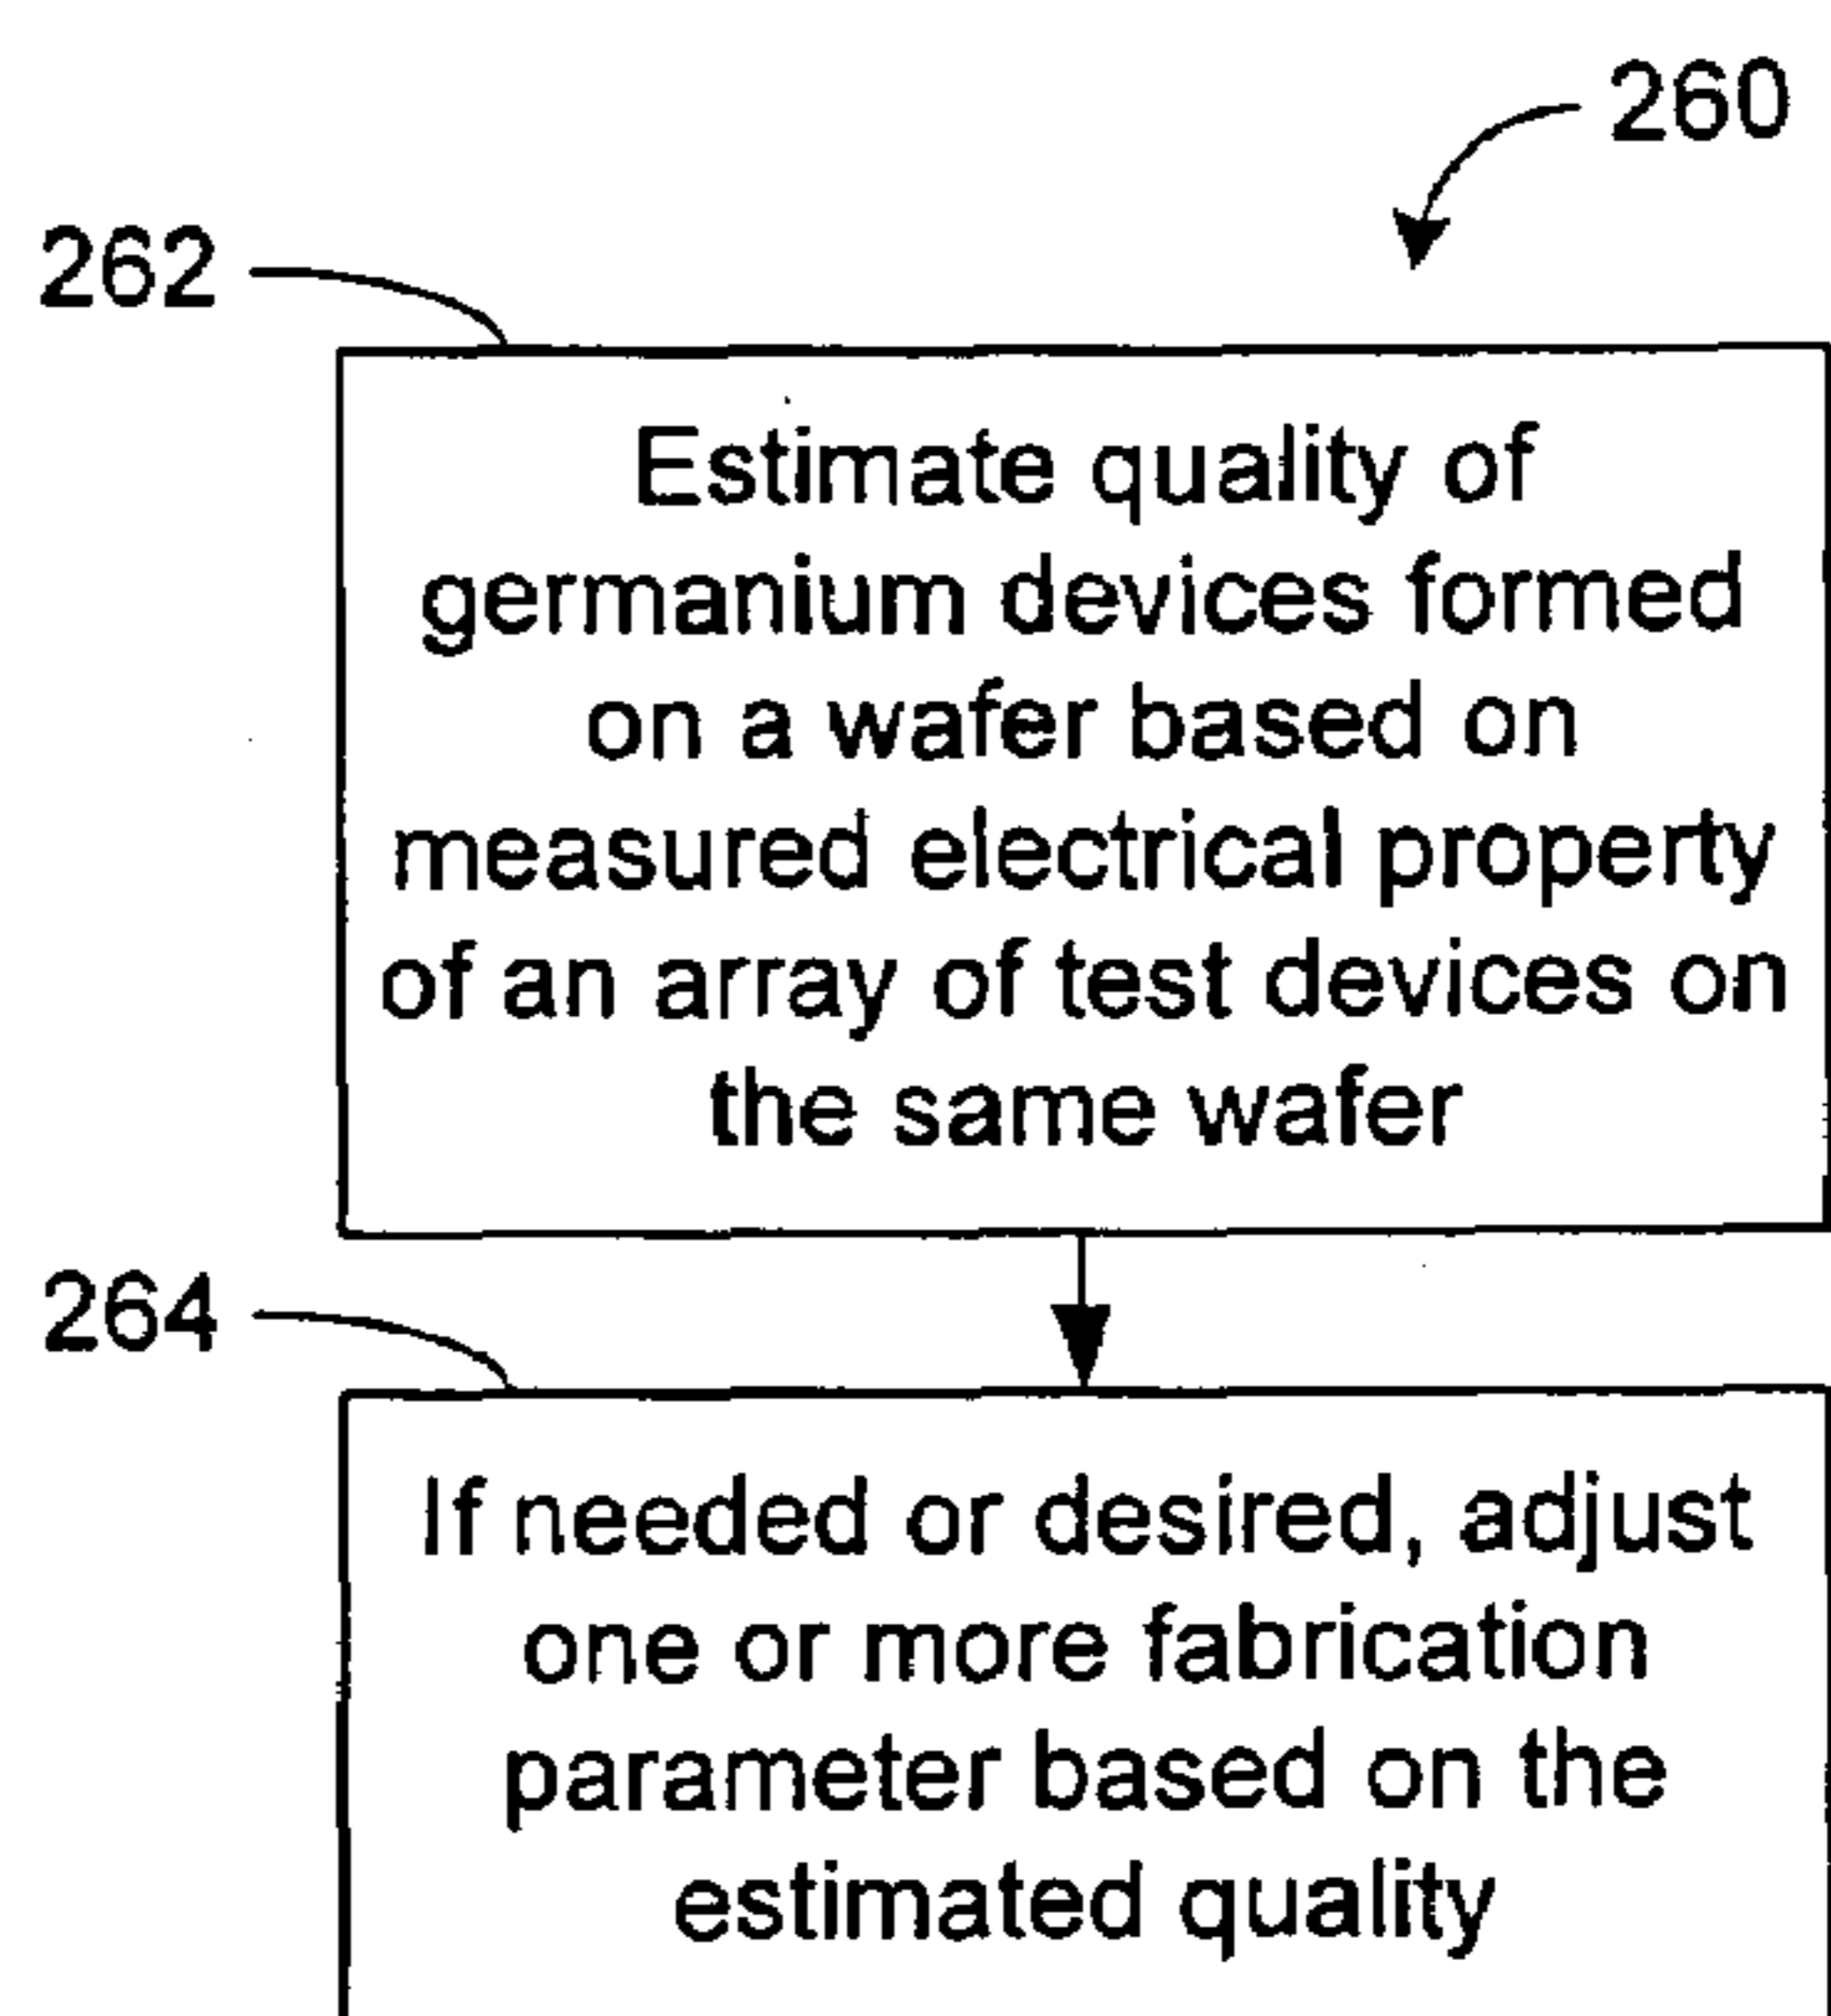 260
262
Estimate quality of
germanium devices formed
on a wafer based on
measured electrical property
of an array of test devices on
the same wafer
264
If needed or desired, adjust
one or more fabrication
parameter based on the
estimated quality